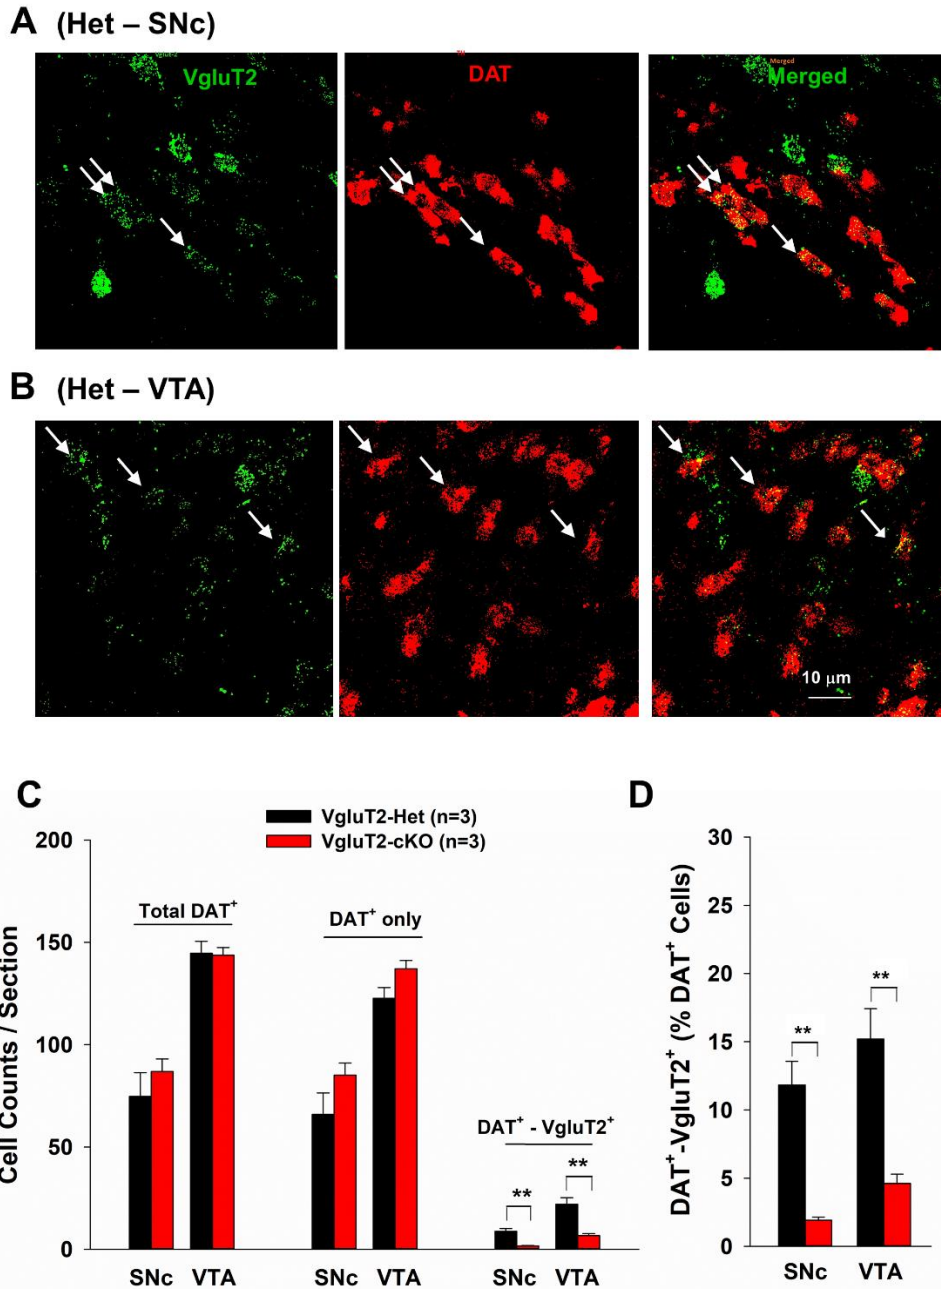 A (Het – SNc)
VgluT2
DAT
Merged
Merged
B (Het – VTA)
10 μm
C
VgluT2-Het (n=3)
VgluT2-cKO (n=3)
Cell Counts / Section
200
150
100
50
0
Total DAT⁺
DAT⁺ only
DAT⁺ - VgluT2⁺
**
**
SNc VTA
SNc VTA
SNc VTA
D
DAT⁺-VgluT2⁺ (% DAT⁺ Cells)
30
25
20
15
10
5
0
**
**
SNc VTA